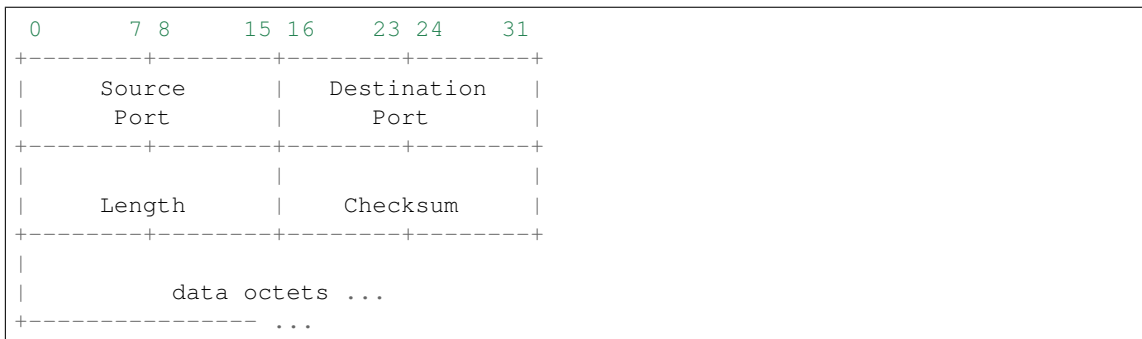 0      7 8     15 16    23 24    31
+--------+--------+--------+--------+
|     Source      |   Destination   |
|      Port       |      Port       |
+--------+--------+--------+--------+
|                 |                 |
|     Length      |    Checksum     |
+--------+--------+--------+--------+
|
|          data octets ...
+---------------- ...